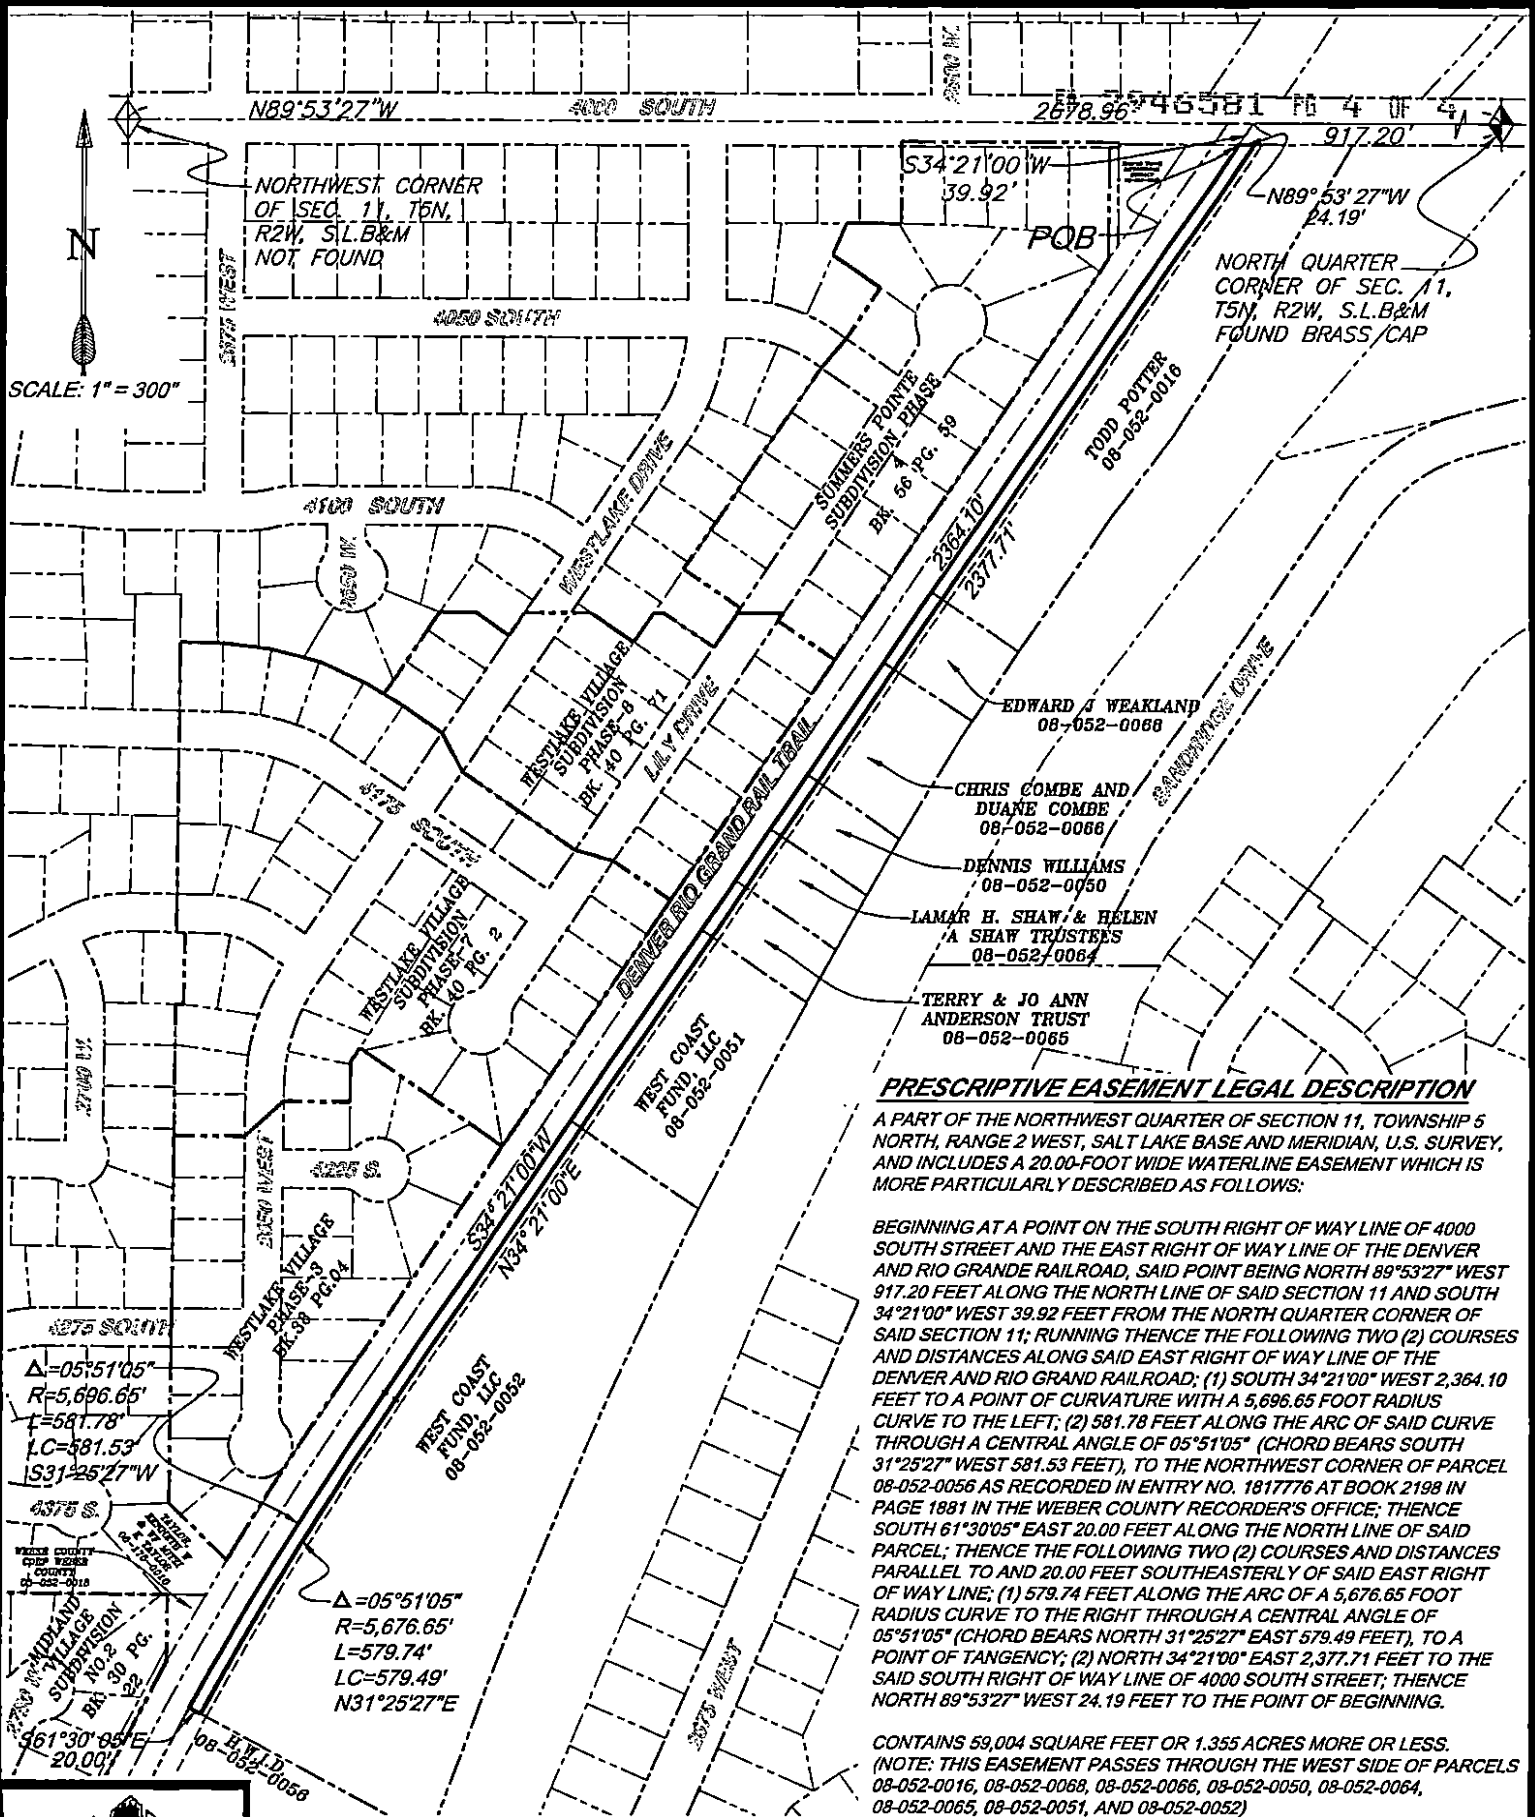 2600 W.
N89°53'27"W
4000 SOUTH
2678.96'
2946581 PG 4 OF 4
917.20'
S34°21'00"W
39.92'
N89°53'27"W
24.19'
POB
NORTHWEST CORNER
OF SEC. 11, T5N,
R2W, S.L.B&M
NOT FOUND
N
SCALE: 1" = 300"
NORTH QUARTER
CORNER OF SEC. 11,
T5N, R2W, S.L.B&M
FOUND BRASS CAP
4050 SOUTH
4100 SOUTH
WESTLAKE DRIVE
SUMMERS POINTE
SUBDIVISION PHASE
4
BK. 56 PG. 59
TODD POTTER
08-052-0016
2364.10'
2377.71'
WESTLAKE VILLAGE
SUBDIVISION
PHASE-8
BK. 40 PG. 71
LILY DRIVE
DENVER RIO GRAND RAIL TRAIL
SANDRIDGE DRIVE
EDWARD J WEAKLAND
08-052-0068
CHRIS COMBE AND
DUANE COMBE
08-052-0066
DENNIS WILLIAMS
08-052-0050
LAMAR H. SHAW & HELEN
A SHAW TRUSTEES
08-052-0064
TERRY & JO ANN
ANDERSON TRUST
08-052-0065
4175
SOUTH
WESTLAKE VILLAGE
SUBDIVISION
PHASE-7
BK. 40 PG. 2
2700 W.
WEST COAST
FUND, LLC
08-052-0051
4225 S.
2650 WEST
S34°21'00"W
N34°21'00"E
WESTLAKE VILLAGE
PHASE-3
BK.38 PG.04
4275 SOUTH
WEST COAST
FUND, LLC
08-052-0052
Δ=05°51'05"
R=5,696.65'
L=581.78'
LC=581.53'
S31°25'27"W
4375 S.
WEBER COUNTY
CORP WEBER
COUNTY
MIDLAND
VILLAGE
SUBDIVISION
NO.2
BK. 30 PG.
22
Δ=05°51'05"
R=5,676.65'
L=579.74'
LC=579.49'
N31°25'27"E
2575 WEST
S61°30'05"E
20.00'
H.W.I.D.
08-052-0056
PRESCRIPTIVE EASEMENT LEGAL DESCRIPTION
A PART OF THE NORTHWEST QUARTER OF SECTION 11, TOWNSHIP 5
NORTH, RANGE 2 WEST, SALT LAKE BASE AND MERIDIAN, U.S. SURVEY,
AND INCLUDES A 20.00-FOOT WIDE WATERLINE EASEMENT WHICH IS
MORE PARTICULARLY DESCRIBED AS FOLLOWS:
BEGINNING AT A POINT ON THE SOUTH RIGHT OF WAY LINE OF 4000
SOUTH STREET AND THE EAST RIGHT OF WAY LINE OF THE DENVER
AND RIO GRANDE RAILROAD, SAID POINT BEING NORTH 89°53'27" WEST
917.20 FEET ALONG THE NORTH LINE OF SAID SECTION 11 AND SOUTH
34°21'00" WEST 39.92 FEET FROM THE NORTH QUARTER CORNER OF
SAID SECTION 11; RUNNING THENCE THE FOLLOWING TWO (2) COURSES
AND DISTANCES ALONG SAID EAST RIGHT OF WAY LINE OF THE
DENVER AND RIO GRAND RAILROAD; (1) SOUTH 34°21'00" WEST 2,364.10
FEET TO A POINT OF CURVATURE WITH A 5,696.65 FOOT RADIUS
CURVE TO THE LEFT; (2) 581.78 FEET ALONG THE ARC OF SAID CURVE
THROUGH A CENTRAL ANGLE OF 05°51'05" (CHORD BEARS SOUTH
31°25'27" WEST 581.53 FEET), TO THE NORTHWEST CORNER OF PARCEL
08-052-0056 AS RECORDED IN ENTRY NO. 1817776 AT BOOK 2198 IN
PAGE 1881 IN THE WEBER COUNTY RECORDER'S OFFICE; THENCE
SOUTH 61°30'05" EAST 20.00 FEET ALONG THE NORTH LINE OF SAID
PARCEL; THENCE THE FOLLOWING TWO (2) COURSES AND DISTANCES
PARALLEL TO AND 20.00 FEET SOUTHEASTERLY OF SAID EAST RIGHT
OF WAY LINE; (1) 579.74 FEET ALONG THE ARC OF A 5,676.65 FOOT
RADIUS CURVE TO THE RIGHT THROUGH A CENTRAL ANGLE OF
05°51'05" (CHORD BEARS NORTH 31°25'27" EAST 579.49 FEET), TO A
POINT OF TANGENCY; (2) NORTH 34°21'00" EAST 2,377.71 FEET TO THE
SAID SOUTH RIGHT OF WAY LINE OF 4000 SOUTH STREET; THENCE
NORTH 89°53'27" WEST 24.19 FEET TO THE POINT OF BEGINNING.
CONTAINS 59,004 SQUARE FEET OR 1.355 ACRES MORE OR LESS.
(NOTE: THIS EASEMENT PASSES THROUGH THE WEST SIDE OF PARCELS
08-052-0016, 08-052-0068, 08-052-0066, 08-052-0050, 08-052-0064,
08-052-0065, 08-052-0051, AND 08-052-0052)